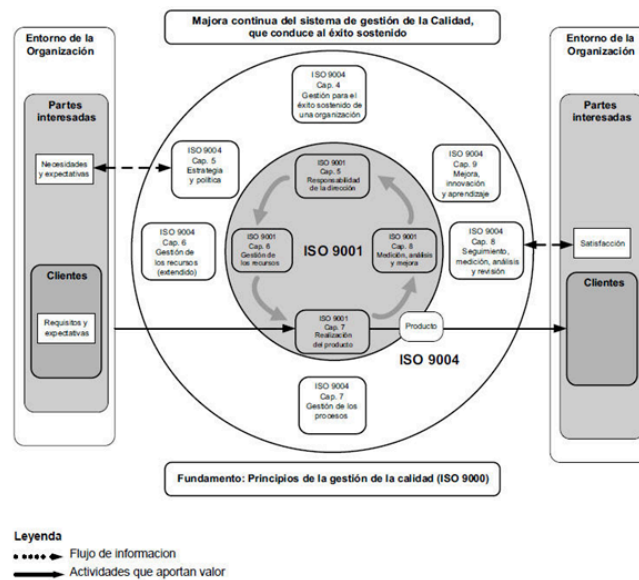 Majora continua del sistema de gestión de la Calidad,
que conduce al éxito sostenido
Entorno de la
Organización
Partes
interesadas
Necesidades
y expectativas
Clientes
Requisitos y
expectativas
ISO 9004
Cap. 4
Gestión para el
éxito sostenido de
una organización
ISO 9004
Cap. 5
Estrategia
y política
ISO 9004
Cap. 9
Mejora,
innovación
y aprendizaje
ISO 9001
Cap. 5
Responsabilidad
de la dirección
ISO 9004
Cap. 6
Gestión de
los recursos
(extendido)
ISO 9001
Cap. 6
Gestión de
los recursos
ISO 9001
ISO 9001
Cap. 8
Medición, análisis
y mejora
ISO 9004
Cap. 8
Seguimiento,
medición, análisis
y revisión
ISO 9001
Cap. 7
Realización
del producto
Producto
ISO 9004
ISO 9004
Cap. 7
Gestión de los
procesos
Entorno de la
Organización
Partes
interesadas
Satisfacción
Clientes
Fundamento: Principios de la gestión de la calidad (ISO 9000)
Leyenda
Flujo de informacion
Actividades que aportan valor